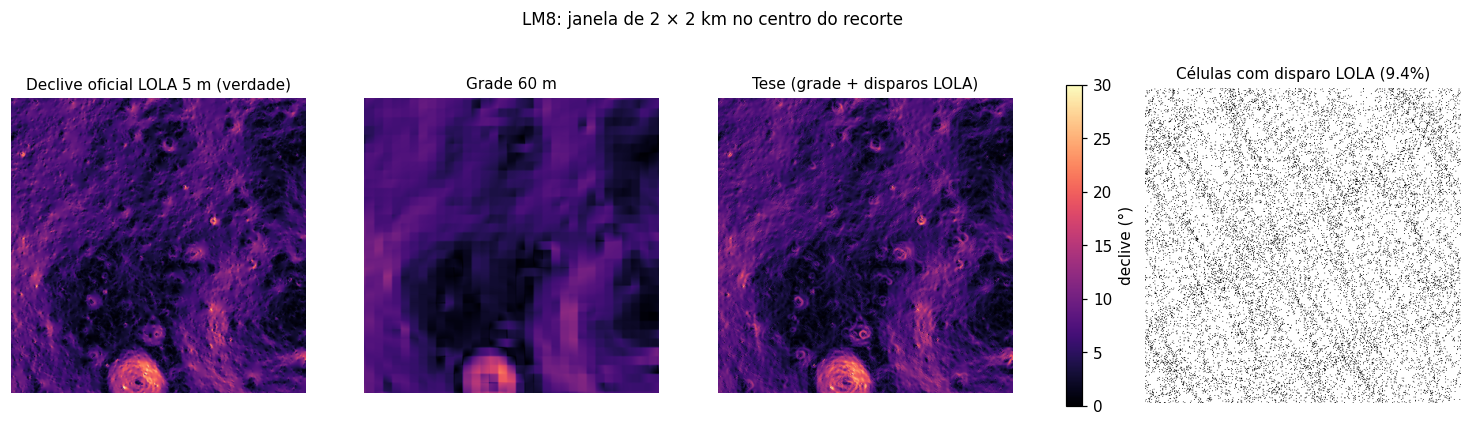 LM8: janela de 2 × 2 km no centro do recorte
Declive oficial LOLA 5 m (verdade)
Grade 60 m
Tese (grade + disparos LOLA)
Células com disparo LOLA (9.4%)
30
25
20
15
10
5
0
declive (°)